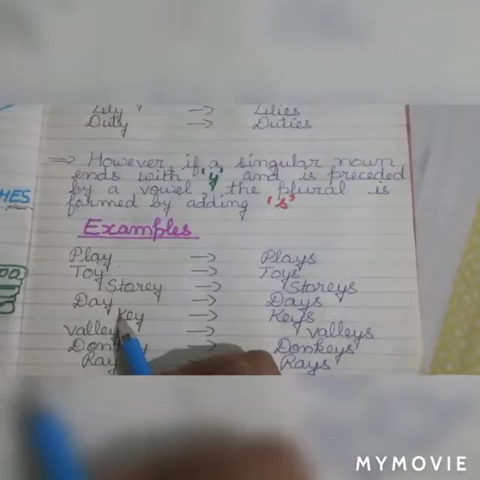 Lily → Lilies
Duty → Duties
⇒ However, if a singular noun
ends with 'y' and is preceded
by a vowel, the plural is
formed by adding 's'
HES
Examples
Play → Plays
Toy → Toys
Storey → Storeys
Day → Days
Key → Keys
Valley → Valleys
Donkey → Donkeys
Ray → Rays
MYMOVIE